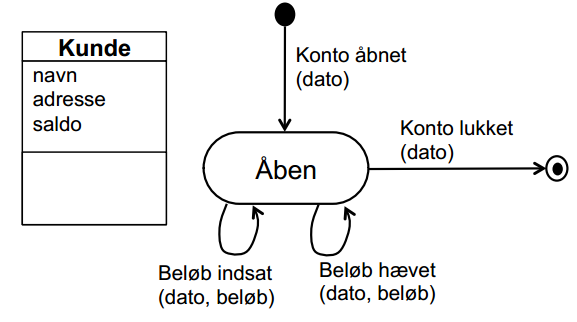 Kunde
navn
adresse
saldo
Konto åbnet
(dato)
Åben
Konto lukket
(dato)
Beløb indsat
(dato, beløb)
Beløb hævet
(dato, beløb)